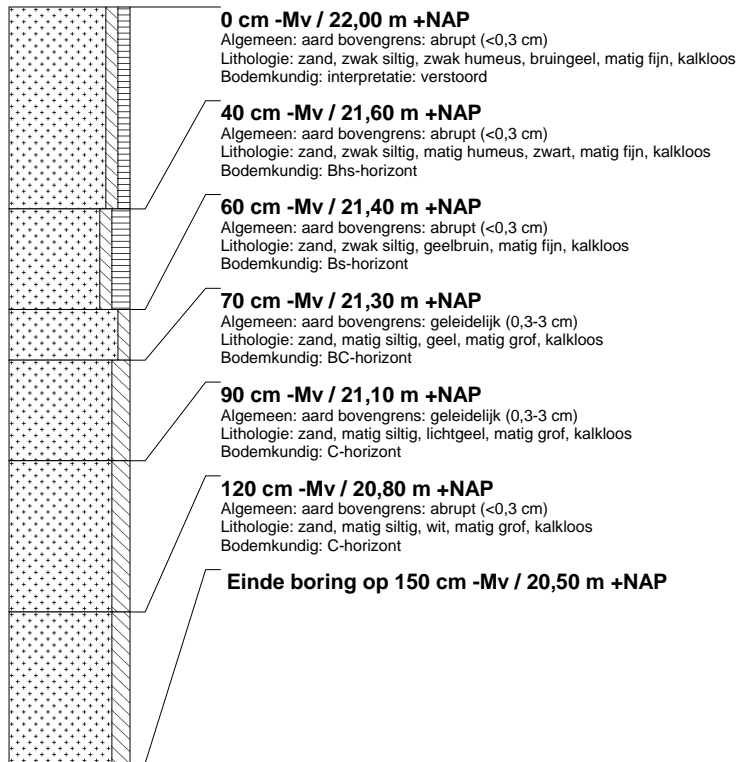 0 cm -Mv / 22,00 m +NAP
Algemeen: aard bovengrens: abrupt (<0,3 cm)
Lithologie: zand, zwak siltig, zwak humeus, bruingeel, matig fijn, kalkloos
Bodemkundig: interpretatie: verstoord
40 cm -Mv / 21,60 m +NAP
Algemeen: aard bovengrens: abrupt (<0,3 cm)
Lithologie: zand, zwak siltig, matig humeus, zwart, matig fijn, kalkloos
Bodemkundig: Bhs-horizont
60 cm -Mv / 21,40 m +NAP
Algemeen: aard bovengrens: abrupt (<0,3 cm)
Lithologie: zand, zwak siltig, geelbruin, matig fijn, kalkloos
Bodemkundig: Bs-horizont
70 cm -Mv / 21,30 m +NAP
Algemeen: aard bovengrens: geleidelijk (0,3-3 cm)
Lithologie: zand, matig siltig, geel, matig grof, kalkloos
Bodemkundig: BC-horizont
90 cm -Mv / 21,10 m +NAP
Algemeen: aard bovengrens: geleidelijk (0,3-3 cm)
Lithologie: zand, matig siltig, lichtgeel, matig grof, kalkloos
Bodemkundig: C-horizont
120 cm -Mv / 20,80 m +NAP
Algemeen: aard bovengrens: abrupt (<0,3 cm)
Lithologie: zand, matig siltig, wit, matig grof, kalkloos
Bodemkundig: C-horizont
Einde boring op 150 cm -Mv / 20,50 m +NAP